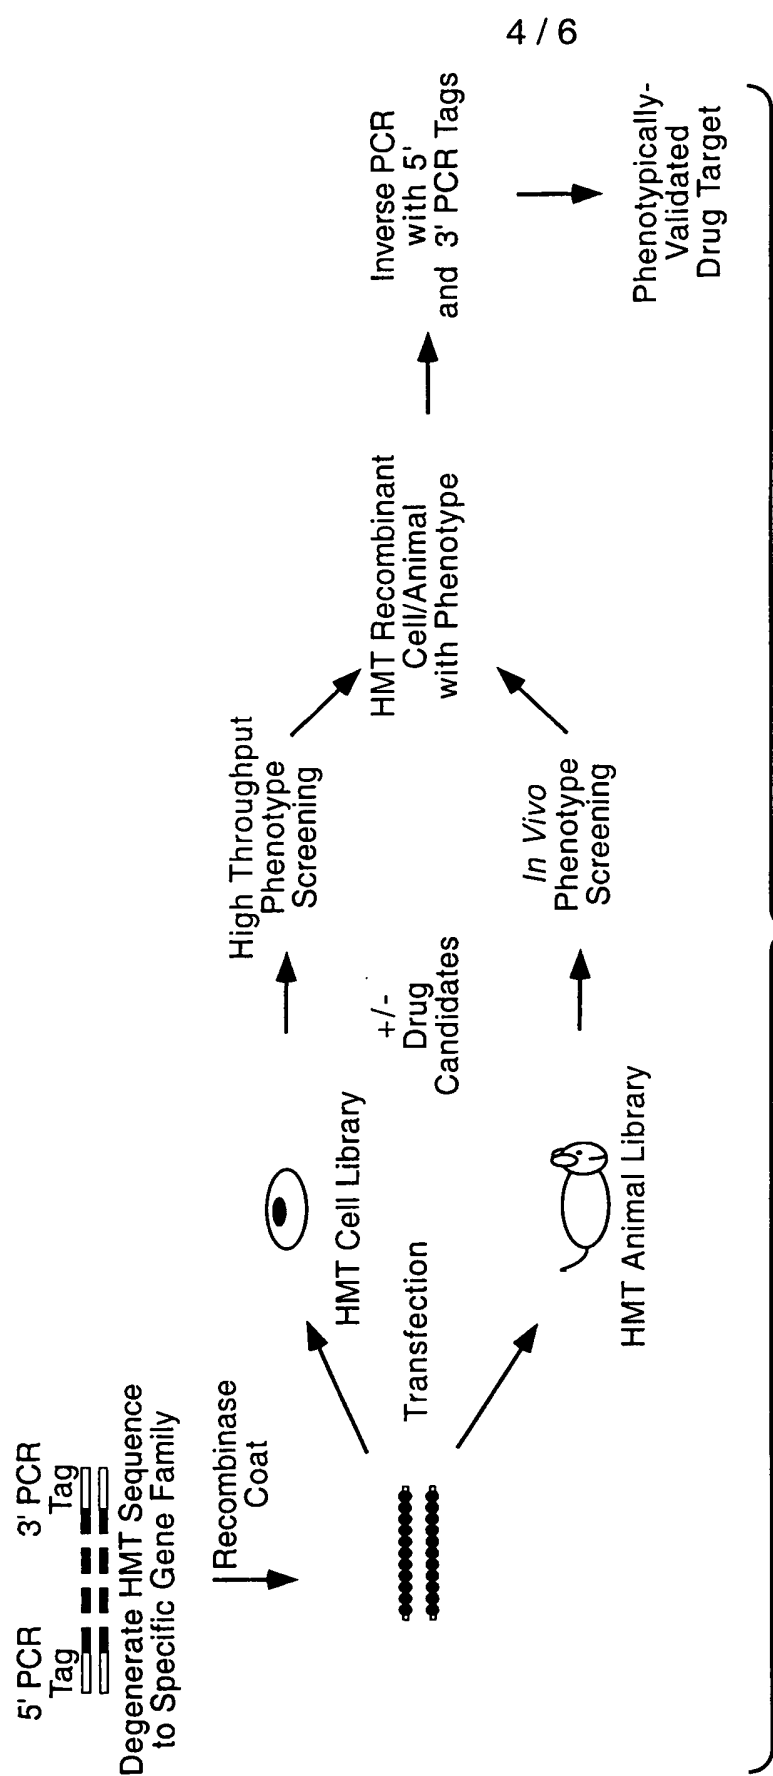 4 / 6
5' PCR
Tag
3' PCR
Tag
Degenerate HMT Sequence
to Specific Gene Family
Recombinase
Coat
Transfection
HMT Cell Library
HMT Animal Library
+/-
Drug
Candidates
High Throughput
Phenotype
Screening
In Vivo
Phenotype
Screening
HMT Recombinant
Cell/Animal
with Phenotype
Inverse PCR
with 5'
and 3' PCR Tags
Phenotypically-
Validated
Drug Target